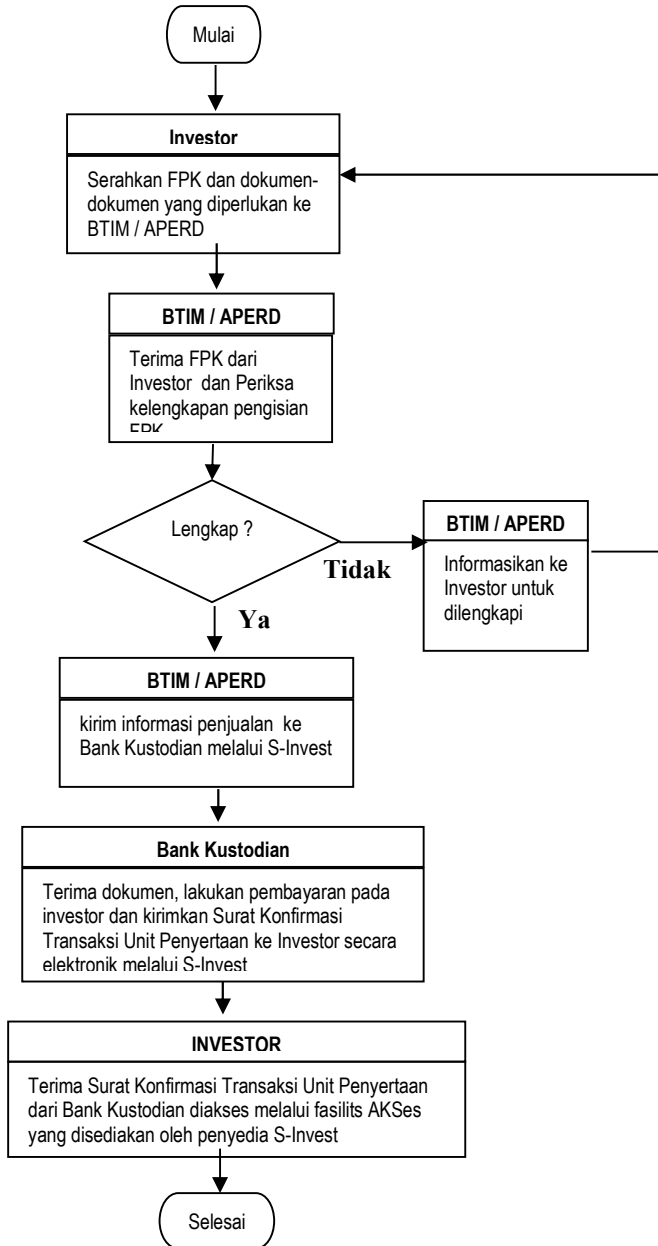 Mulai
Investor
Serahkan FPK dan dokumen-
dokumen yang diperlukan ke
BTIM / APERD
BTIM / APERD
Terima FPK dari
Investor dan Periksa
kelengkapan pengisian
FPK
Lengkap ?
Tidak
BTIM / APERD
Informasikan ke
Investor untuk
dilengkapi
Ya
BTIM / APERD
kirim informasi penjualan ke
Bank Kustodian melalui S-Invest
Bank Kustodian
Terima dokumen, lakukan pembayaran pada
investor dan kirimkan Surat Konfirmasi
Transaksi Unit Penyertaan ke Investor secara
elektronik melalui S-Invest
INVESTOR
Terima Surat Konfirmasi Transaksi Unit Penyertaan
dari Bank Kustodian diakses melalui fasilits AKSes
yang disediakan oleh penyedia S-Invest
Selesai